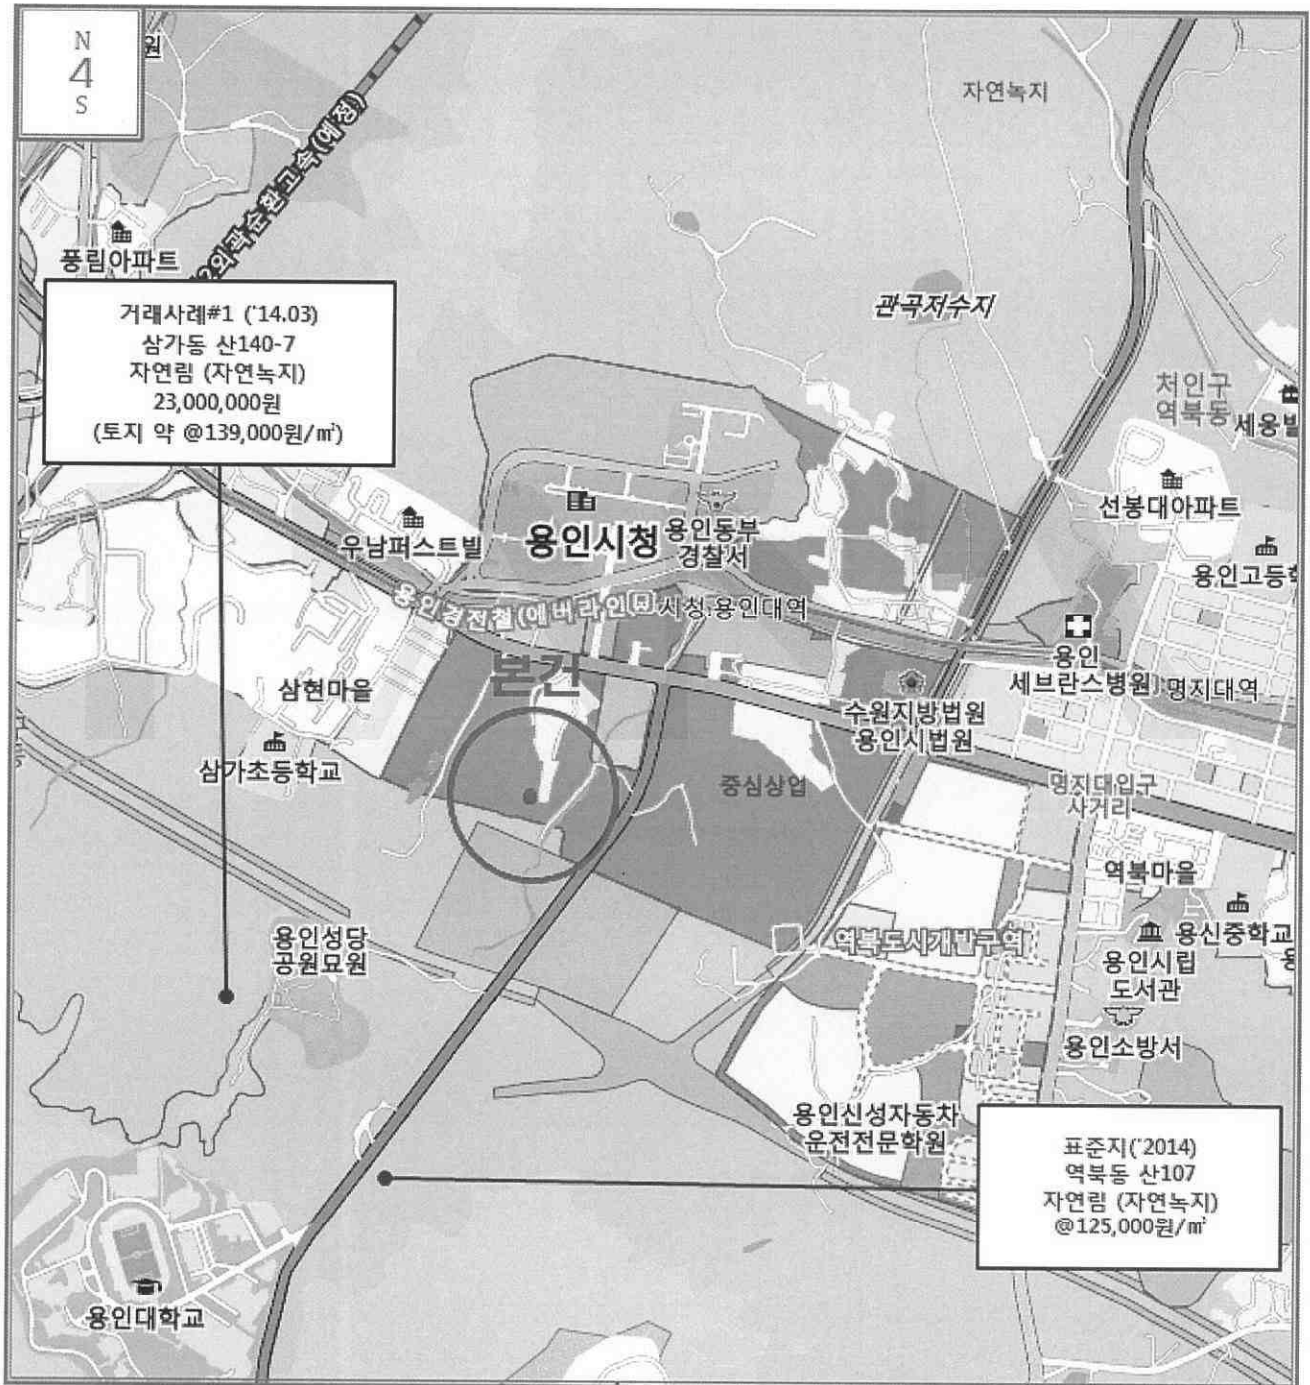 N
4
S
원
자연녹지
제2외곽순환고속(예정)
풍림아파트
관곡저수지
거래사례#1 ('14.03)
삼가동 산140-7
자연림 (자연녹지)
23,000,000원
(토지 약 @139,000원/㎡)
처인구
역북동
세웅빌
선봉대아파트
우남퍼스트빌
용인시청
용인동부
경찰서
용인고등학
용인경전철(에버라인)
시청.용인대역
용인
세브란스병원
명지대역
본건
삼현마을
수원지방법원
용인시법원
삼가초등학교
중심상업
명지대입구
사거리
역북마을
용인성당
공원묘원
역북도시개발구역
용신중학교
용인시립
도서관
용인소방서
용인신성자동차
운전전문학원
표준지('2014)
역북동 산107
자연림 (자연녹지)
@125,000원/㎡
용인대학교